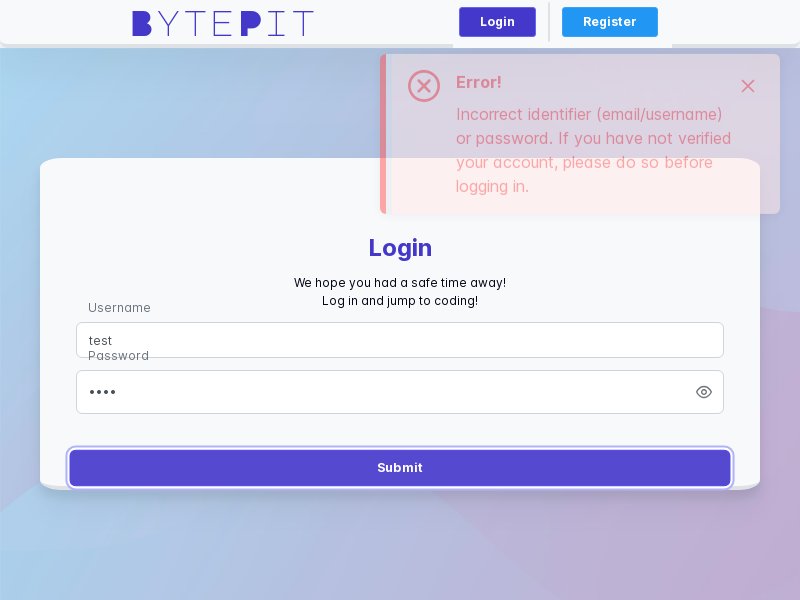 BYTEPIT
Login
Register
Error!
Incorrect identifier (email/username)
or password. If you have not verified
your account, please do so before
logging in.
Login
We hope you had a safe time away!
Log in and jump to coding!
Username
test
Password
Submit